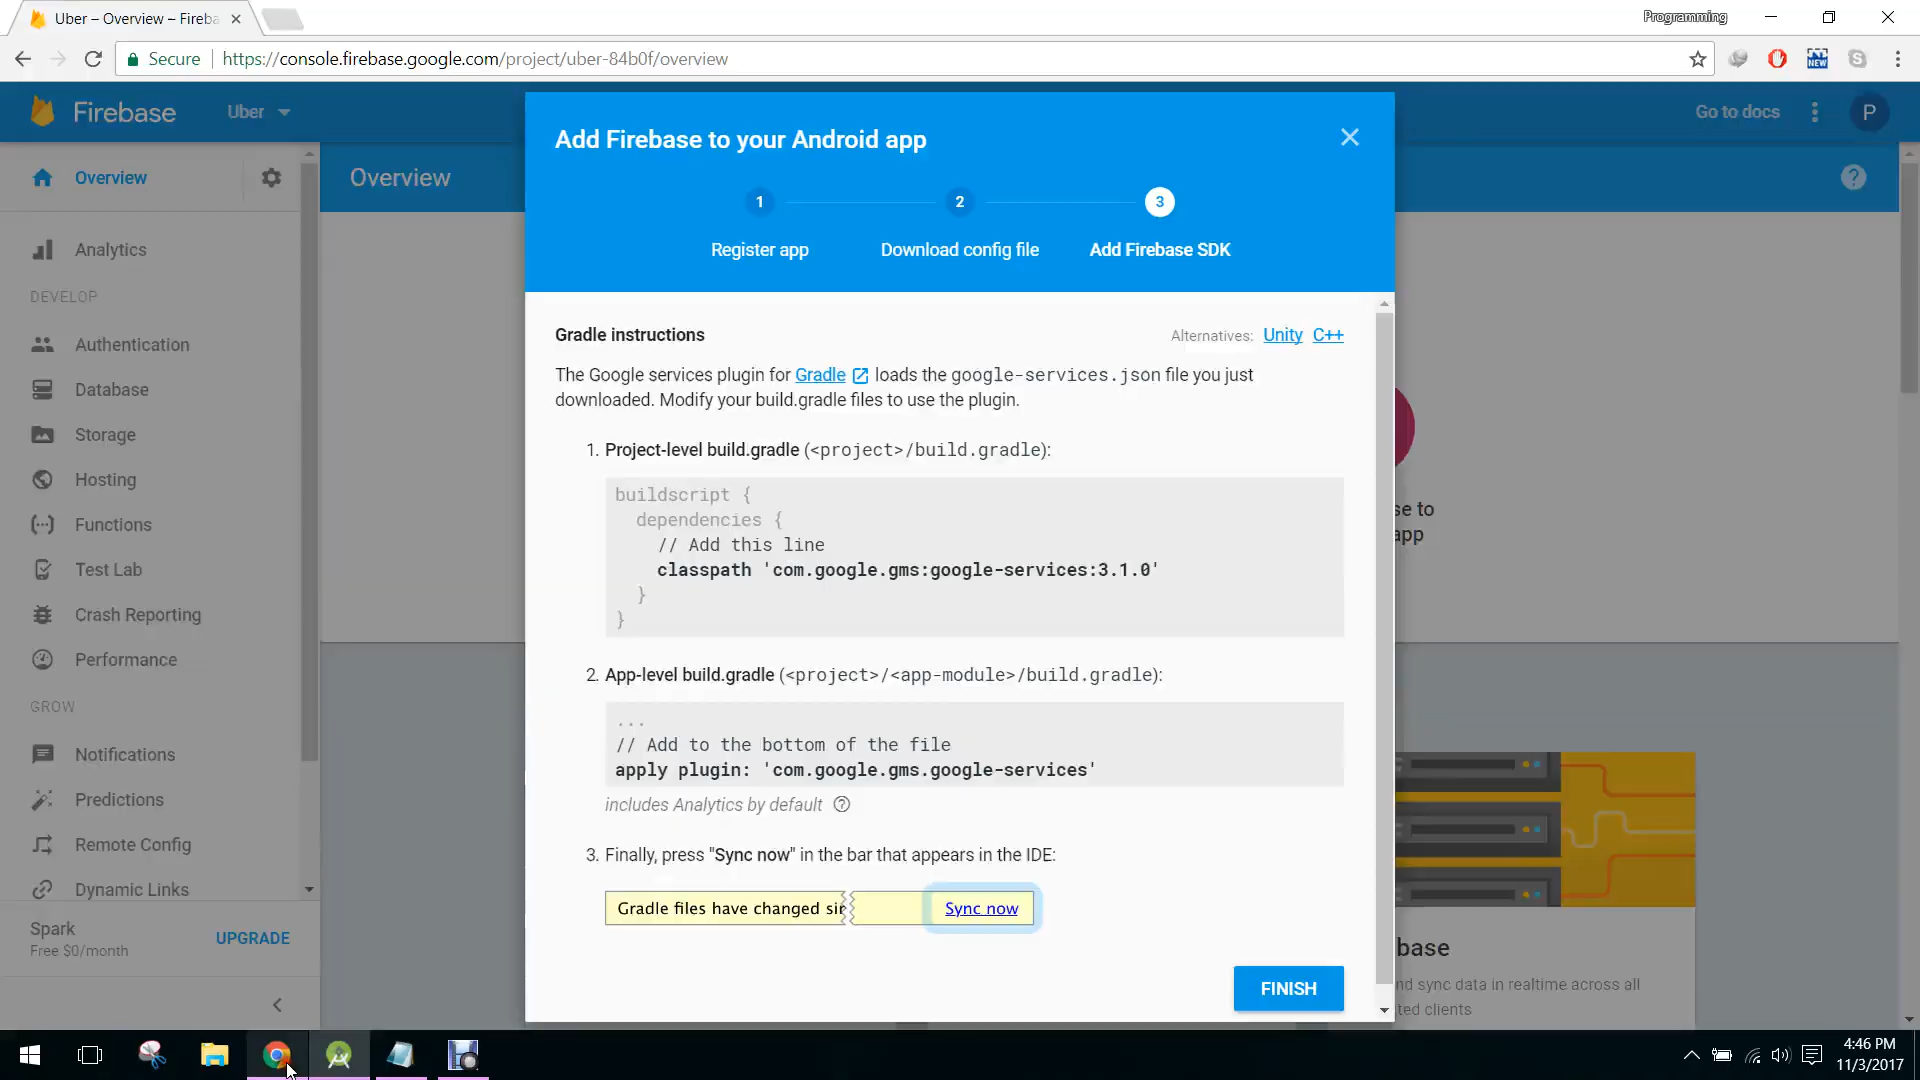 Uber – Overview – Fireba
Programming
Secure
https://console.firebase.google.com/project/uber-84b0f/overview
NEW
Firebase
Uber
Go to docs
P
Overview
Overview
Analytics
DEVELOP
Authentication
Database
Storage
Hosting
Functions
Test Lab
Crash Reporting
Performance
GROW
Notifications
Predictions
Remote Config
Dynamic Links
Spark
Free $0/month
UPGRADE
Add Firebase to your Android app
1
2
3
Register app
Download config file
Add Firebase SDK
Gradle instructions
Alternatives: Unity C++
The Google services plugin for Gradle loads the google-services.json file you just
downloaded. Modify your build.gradle files to use the plugin.
1. Project-level build.gradle (<project>/build.gradle):
buildscript {
dependencies {
// Add this line
classpath 'com.google.gms:google-services:3.1.0'
}
}
2. App-level build.gradle (<project>/<app-module>/build.gradle):
...
// Add to the bottom of the file
apply plugin: 'com.google.gms.google-services'
includes Analytics by default ?
3. Finally, press "Sync now" in the bar that appears in the IDE:
Gradle files have changed sin
Sync now
FINISH
se to
app
base
nd sync data in realtime across all
ted clients
4:46 PM
11/3/2017